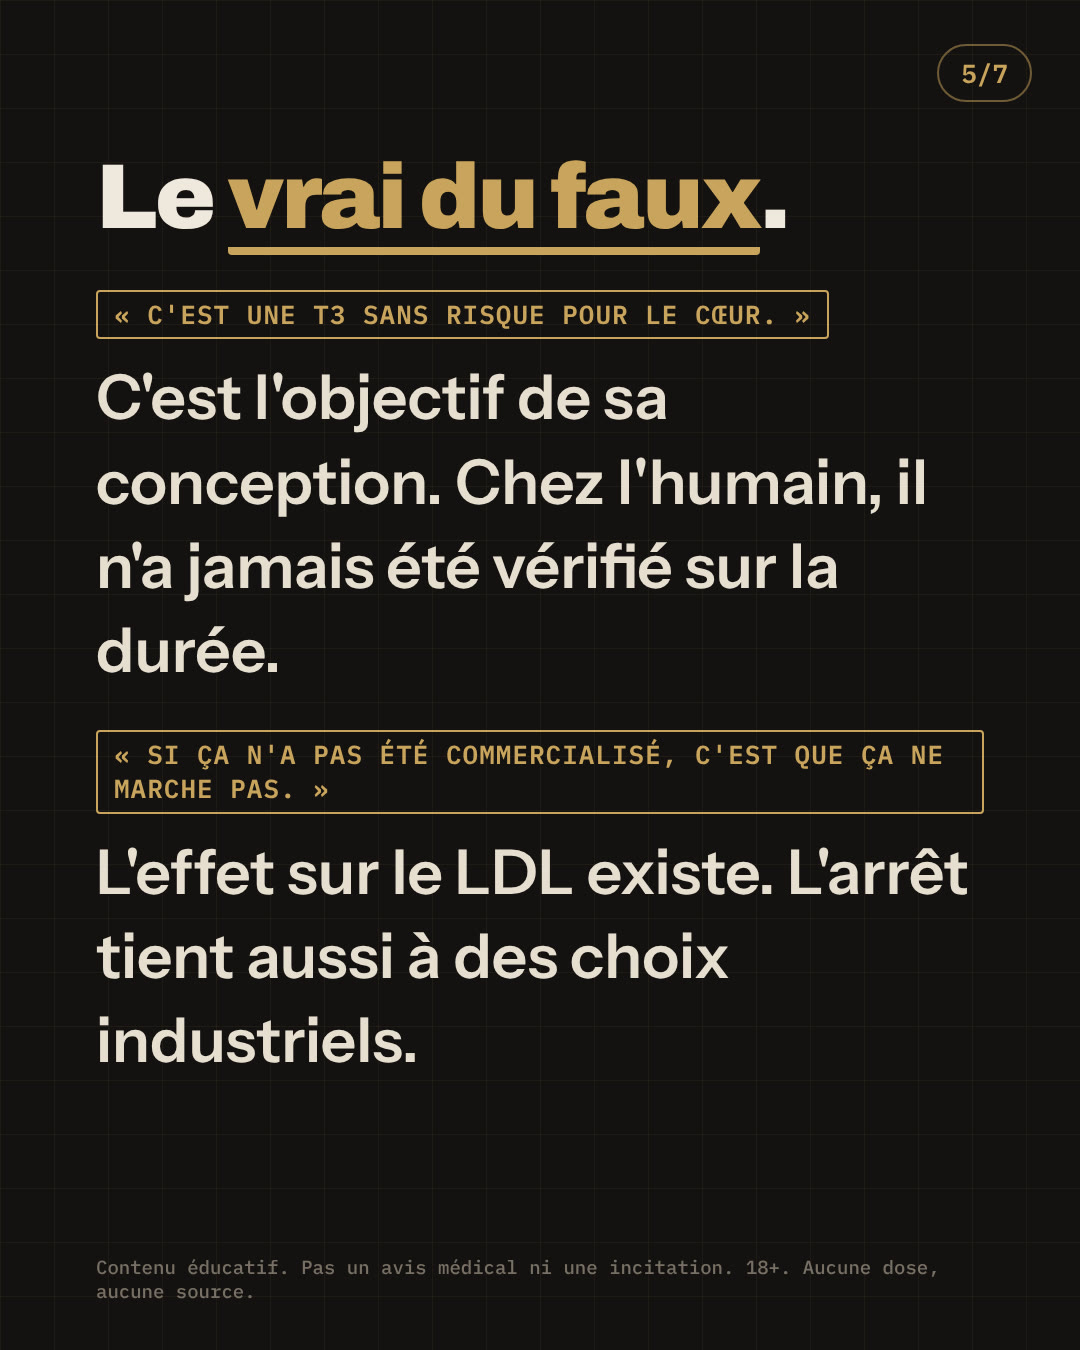 5/7
Le vrai du faux.
« C'EST UNE T3 SANS RISQUE POUR LE CŒUR. »
C'est l'objectif de sa
conception. Chez l'humain, il
n'a jamais été vérifié sur la
durée.
« SI ÇA N'A PAS ÉTÉ COMMERCIALISÉ, C'EST QUE ÇA NE
MARCHE PAS. »
L'effet sur le LDL existe. L'arrêt
tient aussi à des choix
industriels.
Contenu éducatif. Pas un avis médical ni une incitation. 18+. Aucune dose,
aucune source.